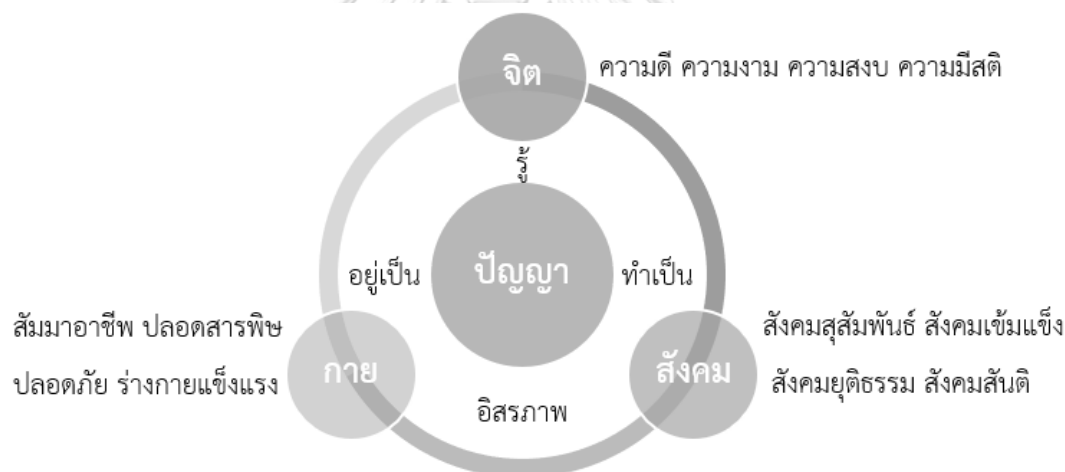 จิต
ความดี ความงาม ความสงบ ความมีสติ
รู้
อยู่เป็น
ปัญญา
ทำเป็น
สัมมาอาชีพ ปลอดสารพิษ
ปลอดภัย ร่างกายแข็งแรง
กาย
สังคม
สังคมสุสัมพันธ์ สังคมเข้มแข็ง
สังคมยุติธรรม สังคมสันติ
อิสรภาพ